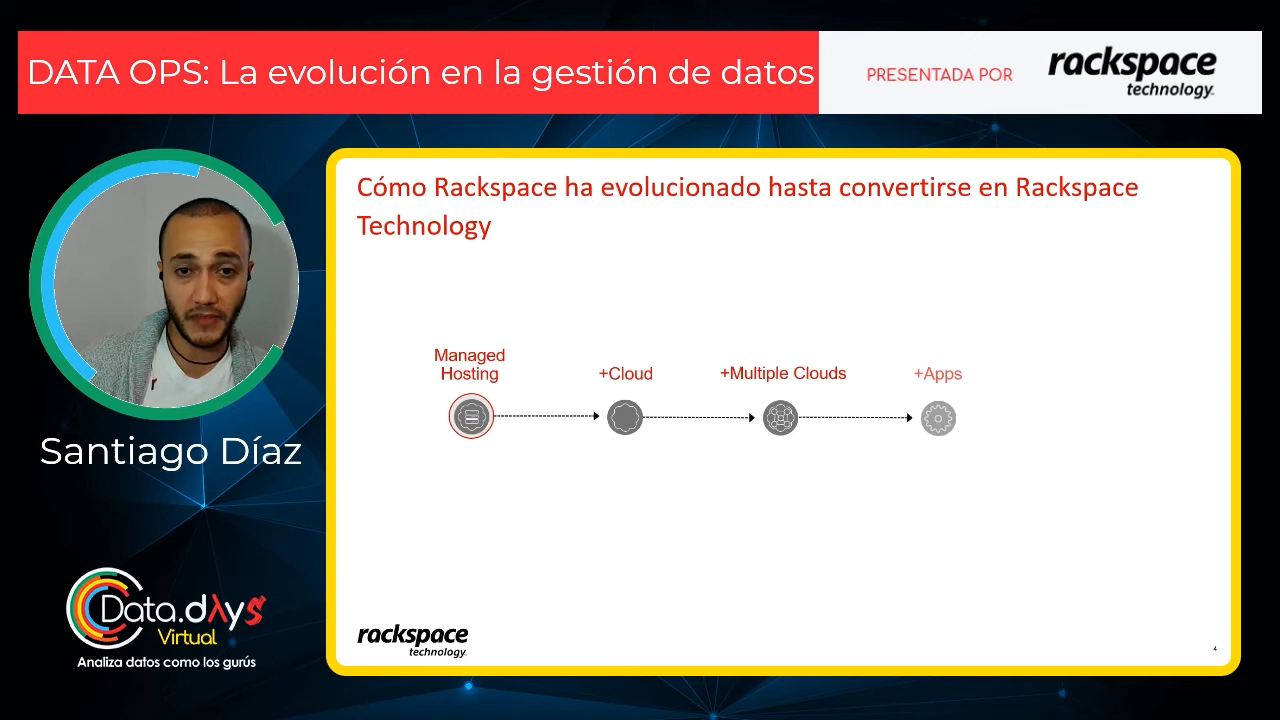 DATA OPS: La evolución en la gestión de datos
PRESENTADA POR
rackspace
technology
Cómo Rackspace ha evolucionado hasta convertirse en Rackspace
Technology
Managed
Hosting
+Cloud
+Multiple Clouds
+Apps
Santiago Díaz
Data.dAys
Virtual
Analiza datos como los gurús
rackspace
technology
4